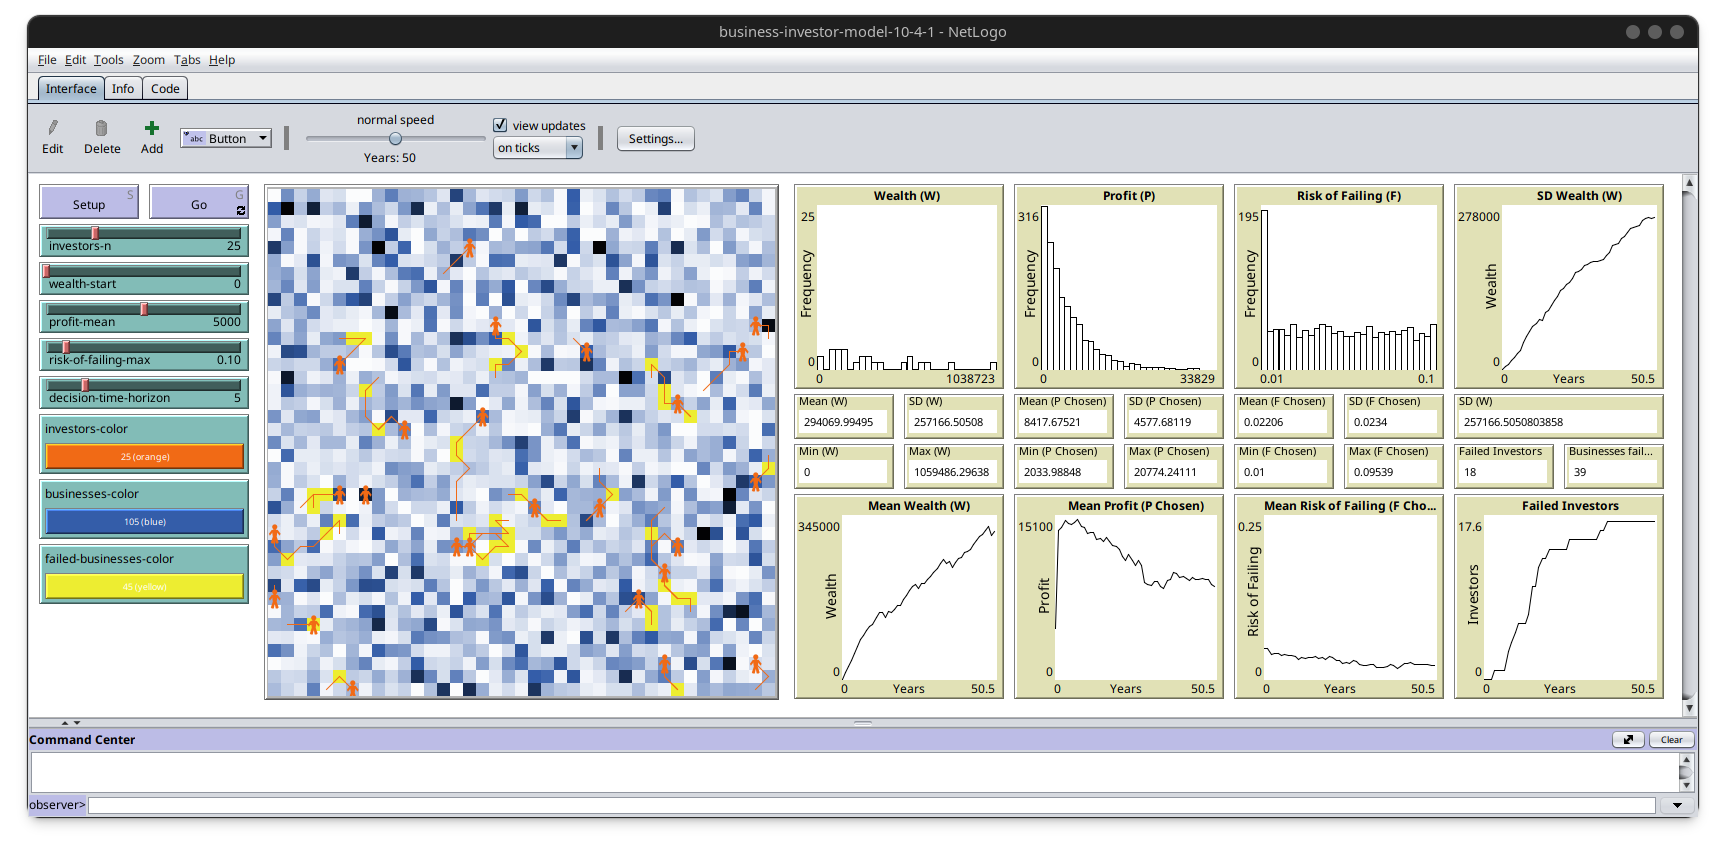 business-investor-model-10-4-1 - NetLogo
File Edit Tools Zoom Tabs Help
Interface Info Code
Edit Delete Add abc Button
normal speed
Years: 50
view updates
on ticks
Settings...
Setup S
Go G
investors-n 25
wealth-start 0
profit-mean 5000
risk-of-failing-max 0.10
decision-time-horizon 5
investors-color
25 (orange)
businesses-color
105 (blue)
failed-businesses-color
45 (yellow)
Wealth (W)
25
Frequency
0
0 1038723
Profit (P)
316
Frequency
0
0 33829
Risk of Failing (F)
195
Frequency
0
0.01 0.1
SD Wealth (W)
278000
Wealth
0
0 Years 50.5
Mean (W)
294069.99495
SD (W)
257166.50508
Mean (P Chosen)
8417.67521
SD (P Chosen)
4577.68119
Mean (F Chosen)
0.02206
SD (F Chosen)
0.0234
SD (W)
257166.5080803858
Min (W)
0
Max (W)
1059486.29638
Min (P Chosen)
2033.98848
Max (P Chosen)
20774.24111
Min (F Chosen)
0.01
Max (F Chosen)
0.09539
Failed Investors
18
Businesses fail...
39
Mean Wealth (W)
345000
Wealth
0
0 Years 50.5
Mean Profit (P Chosen)
15100
Profit
0
0 Years 50.5
Mean Risk of Failing (F Cho...
0.25
Risk of Failing
0
0 Years 50.5
Failed Investors
17.6
Investors
0
0 Years 50.5
Command Center
Clear
observer>